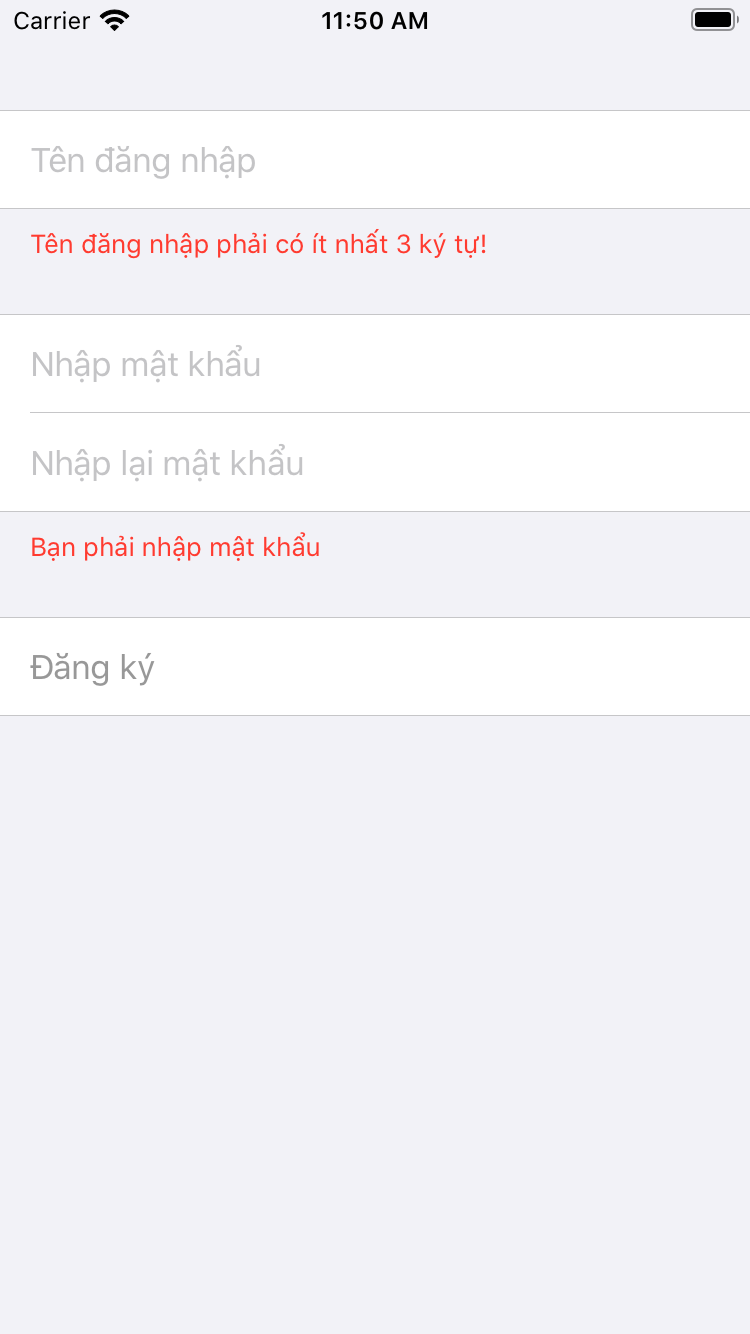 Carrier 11:50 AM
Tên đăng nhập
Tên đăng nhập phải có ít nhất 3 ký tự!
Nhập mật khẩu
Nhập lại mật khẩu
Bạn phải nhập mật khẩu
Đăng ký